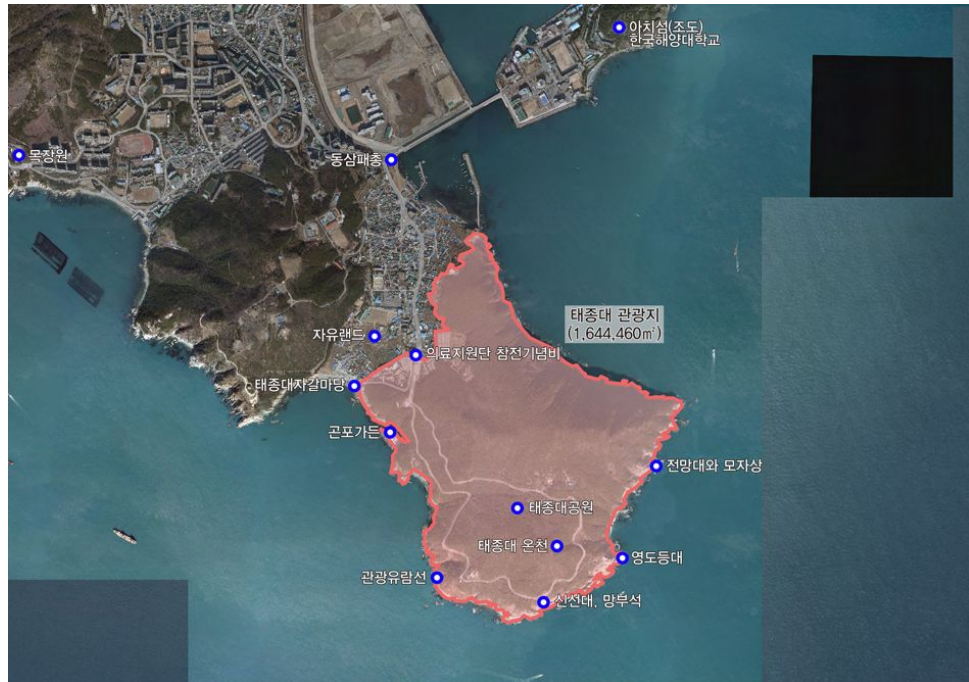 아치섬(조도)
한국해양대학교
목장원
동삼패총
태종대 관광지
(1,644,460㎡)
자유랜드
의료지원단 참전기념비
태종대자갈마당
곤포가든
전망대와 모자상
태종대공원
태종대 온천
영도등대
관광유람선
신선대, 망부석